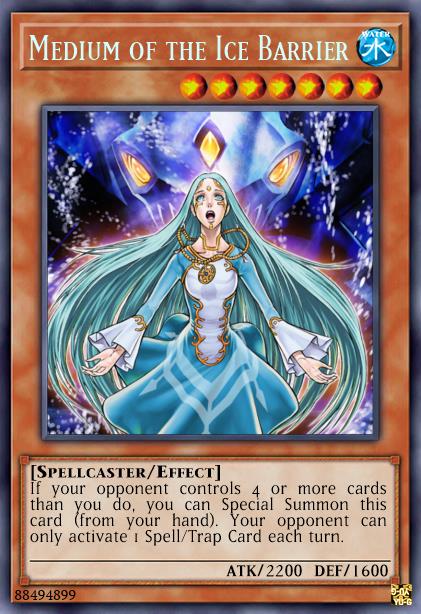 Medium of the Ice Barrier
WATER
水
[Spellcaster/Effect]
If your opponent controls 4 or more cards
than you do, you can Special Summon this
card (from your hand). Your opponent can
only activate 1 Spell/Trap Card each turn.
ATK/2200 DEF/1600
88494899